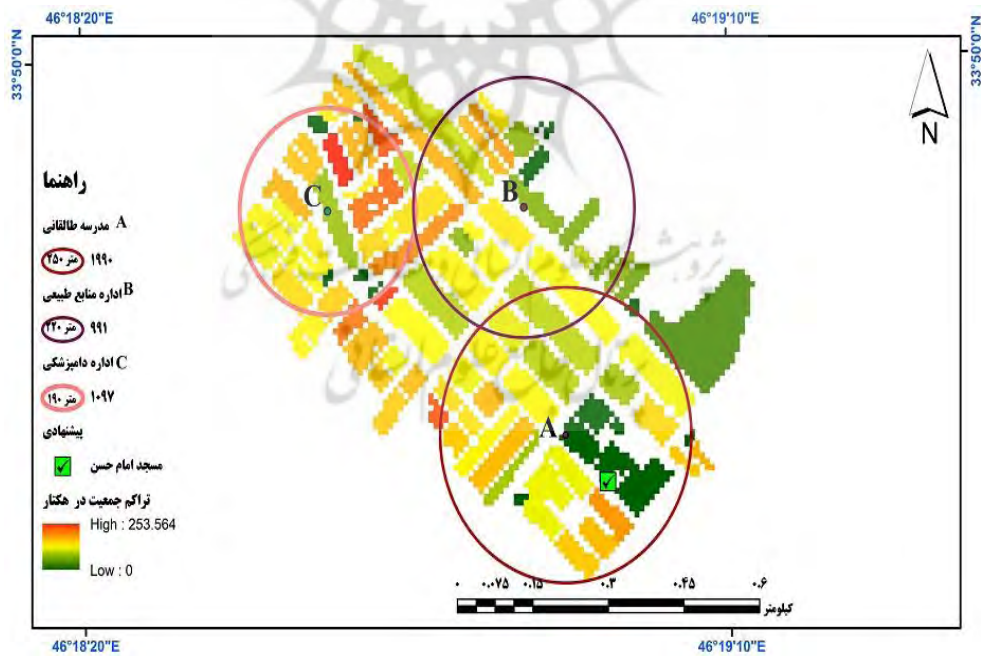 46°18'20"E
46°19'10"E
33°50'0"N
33°50'0"N
N
B
C
A
راهنما
A مدرسه طالقانی
۲۵۰ متر ۱۹۹۰
B اداره منابع طبیعی
۲۲۰ متر ۹۹۱
C اداره دامپزشکی
۱۹۰ متر ۱۰۹۷
پیشنهادی
مسجد امام حسن
تراکم جمعیت در هکتار
High : 253.564
Low : 0
۰ ۰.۰۷۵ ۰.۱۵ ۰.۳ ۰.۴۵ ۰.۶
کیلومتر
46°18'20"E
46°19'10"E